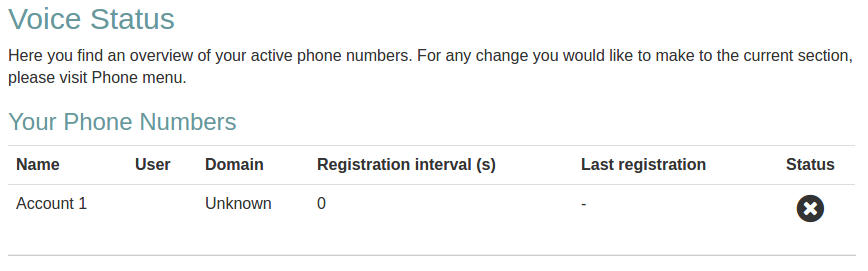 Voice Status
Here you find an overview of your active phone numbers. For any change you would like to make to the current section,
please visit Phone menu.
Your Phone Numbers
Name User Domain Registration interval (s) Last registration Status
Account 1 Unknown 0 -